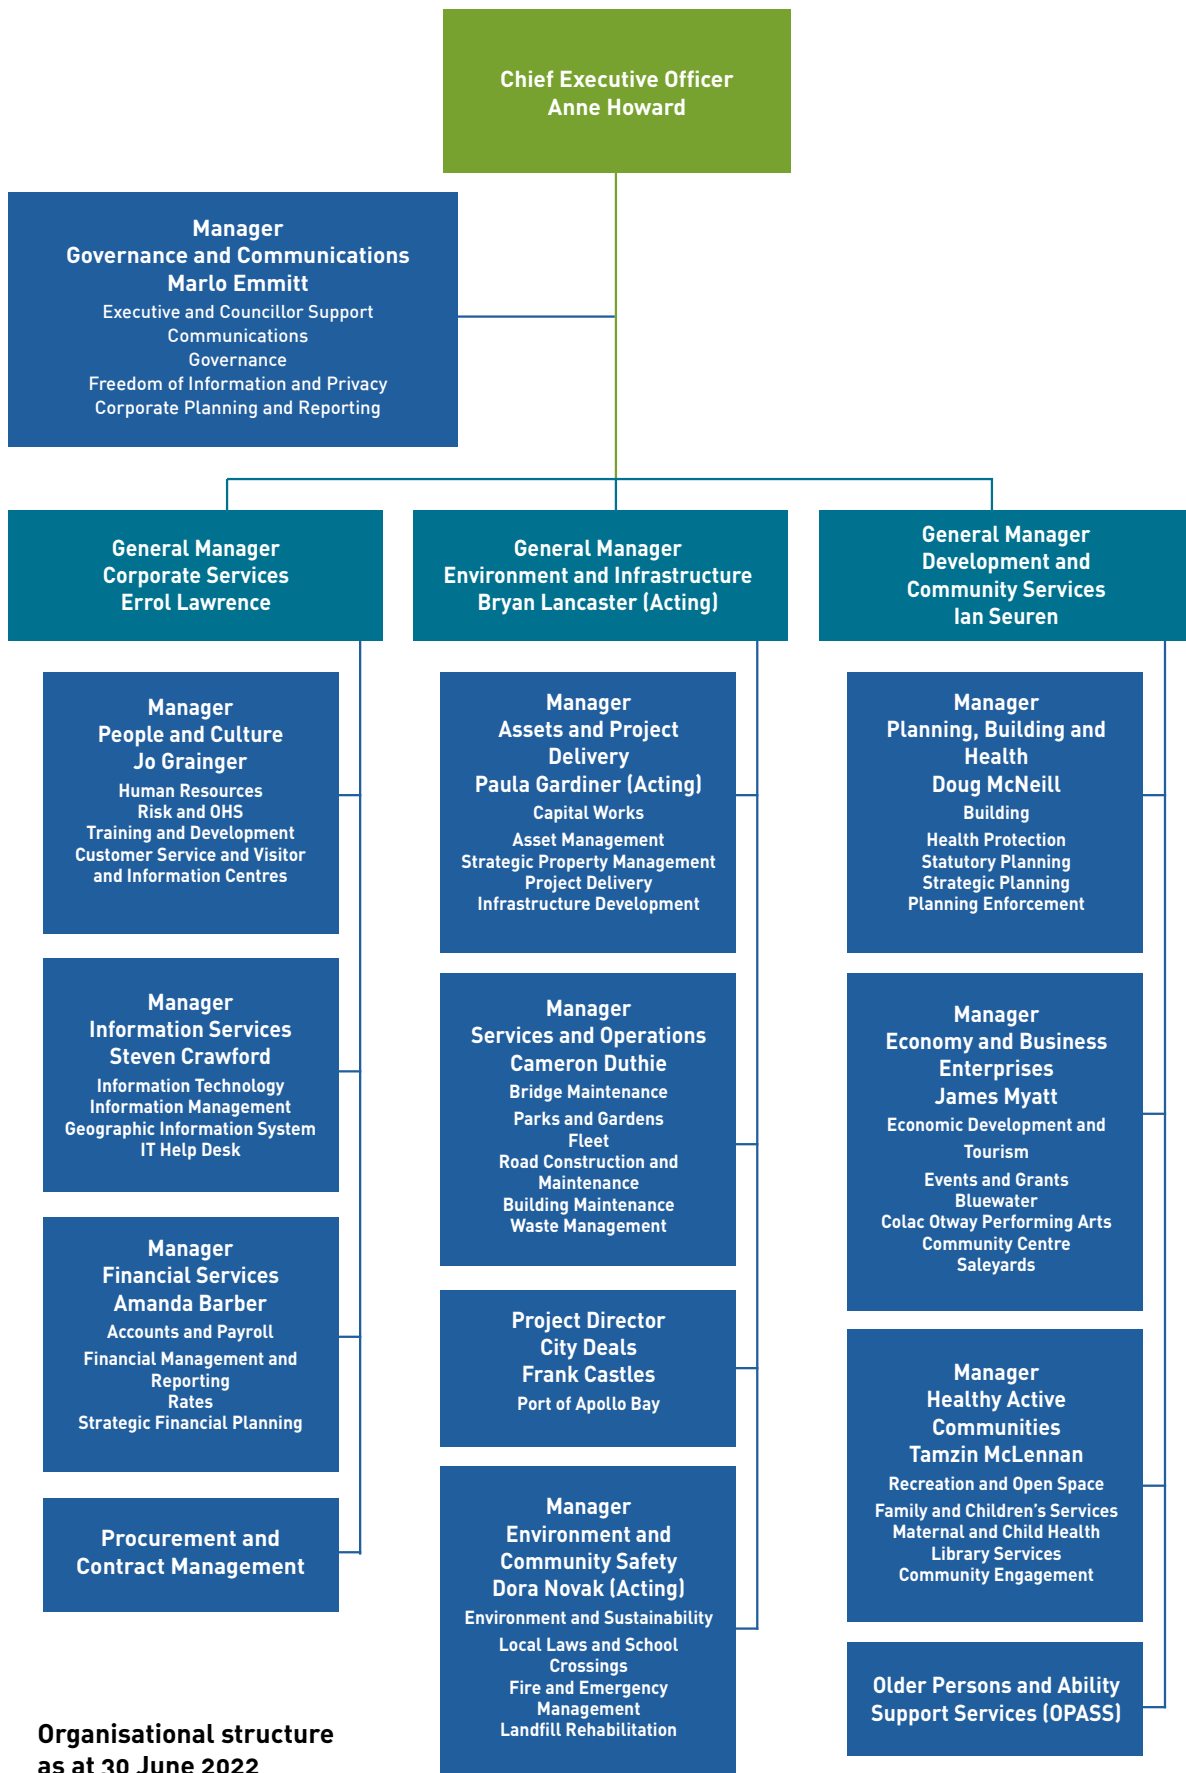 Chief Executive Officer
Anne Howard
Manager
Governance and Communications
Marlo Emmitt
Executive and Councillor Support
Communications
Governance
Freedom of Information and Privacy
Corporate Planning and Reporting
General Manager
Corporate Services
Errol Lawrence
Manager
People and Culture
Jo Grainger
Human Resources
Risk and OHS
Training and Development
Customer Service and Visitor
and Information Centres
Manager
Information Services
Steven Crawford
Information Technology
Information Management
Geographic Information System
IT Help Desk
Manager
Financial Services
Amanda Barber
Accounts and Payroll
Financial Management and
Reporting
Rates
Strategic Financial Planning
Procurement and
Contract Management
General Manager
Environment and Infrastructure
Bryan Lancaster (Acting)
Manager
Assets and Project
Delivery
Paula Gardiner (Acting)
Capital Works
Asset Management
Strategic Property Management
Project Delivery
Infrastructure Development
Manager
Services and Operations
Cameron Duthie
Bridge Maintenance
Parks and Gardens
Fleet
Road Construction and
Maintenance
Building Maintenance
Waste Management
Project Director
City Deals
Frank Castles
Port of Apollo Bay
Manager
Environment and
Community Safety
Dora Novak (Acting)
Environment and Sustainability
Local Laws and School
Crossings
Fire and Emergency
Management
Landfill Rehabilitation
General Manager
Development and
Community Services
Ian Seuren
Manager
Planning, Building and
Health
Doug McNeill
Building
Health Protection
Statutory Planning
Strategic Planning
Planning Enforcement
Manager
Economy and Business
Enterprises
James Myatt
Economic Development and
Tourism
Events and Grants
Bluewater
Colac Otway Performing Arts
Community Centre
Saleyards
Manager
Healthy Active
Communities
Tamzin McLennan
Recreation and Open Space
Family and Children's Services
Maternal and Child Health
Library Services
Community Engagement
Older Persons and Ability
Support Services (OPASS)
Organisational structure
as at 30 June 2022